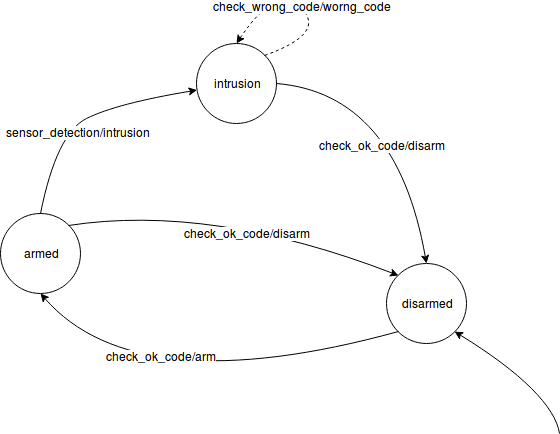 check_wrong_code/worng_code
intrusion
sensor_detection/intrusion
check_ok_code/disarm
check_ok_code/disarm
armed
disarmed
check_ok_code/arm